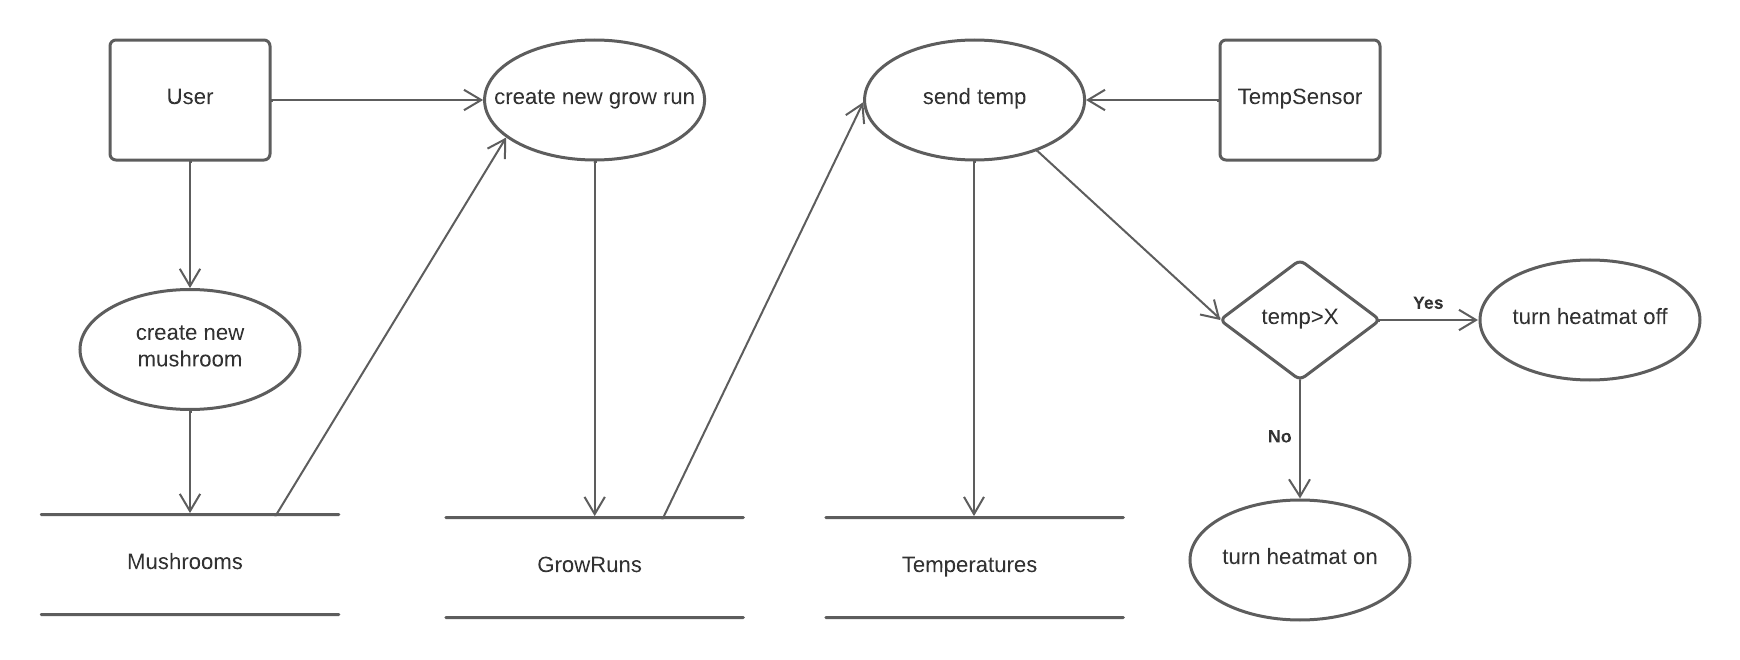 User
create new grow run
send temp
TempSensor
create new
mushroom
temp>X
Yes
turn heatmat off
No
Mushrooms
GrowRuns
Temperatures
turn heatmat on